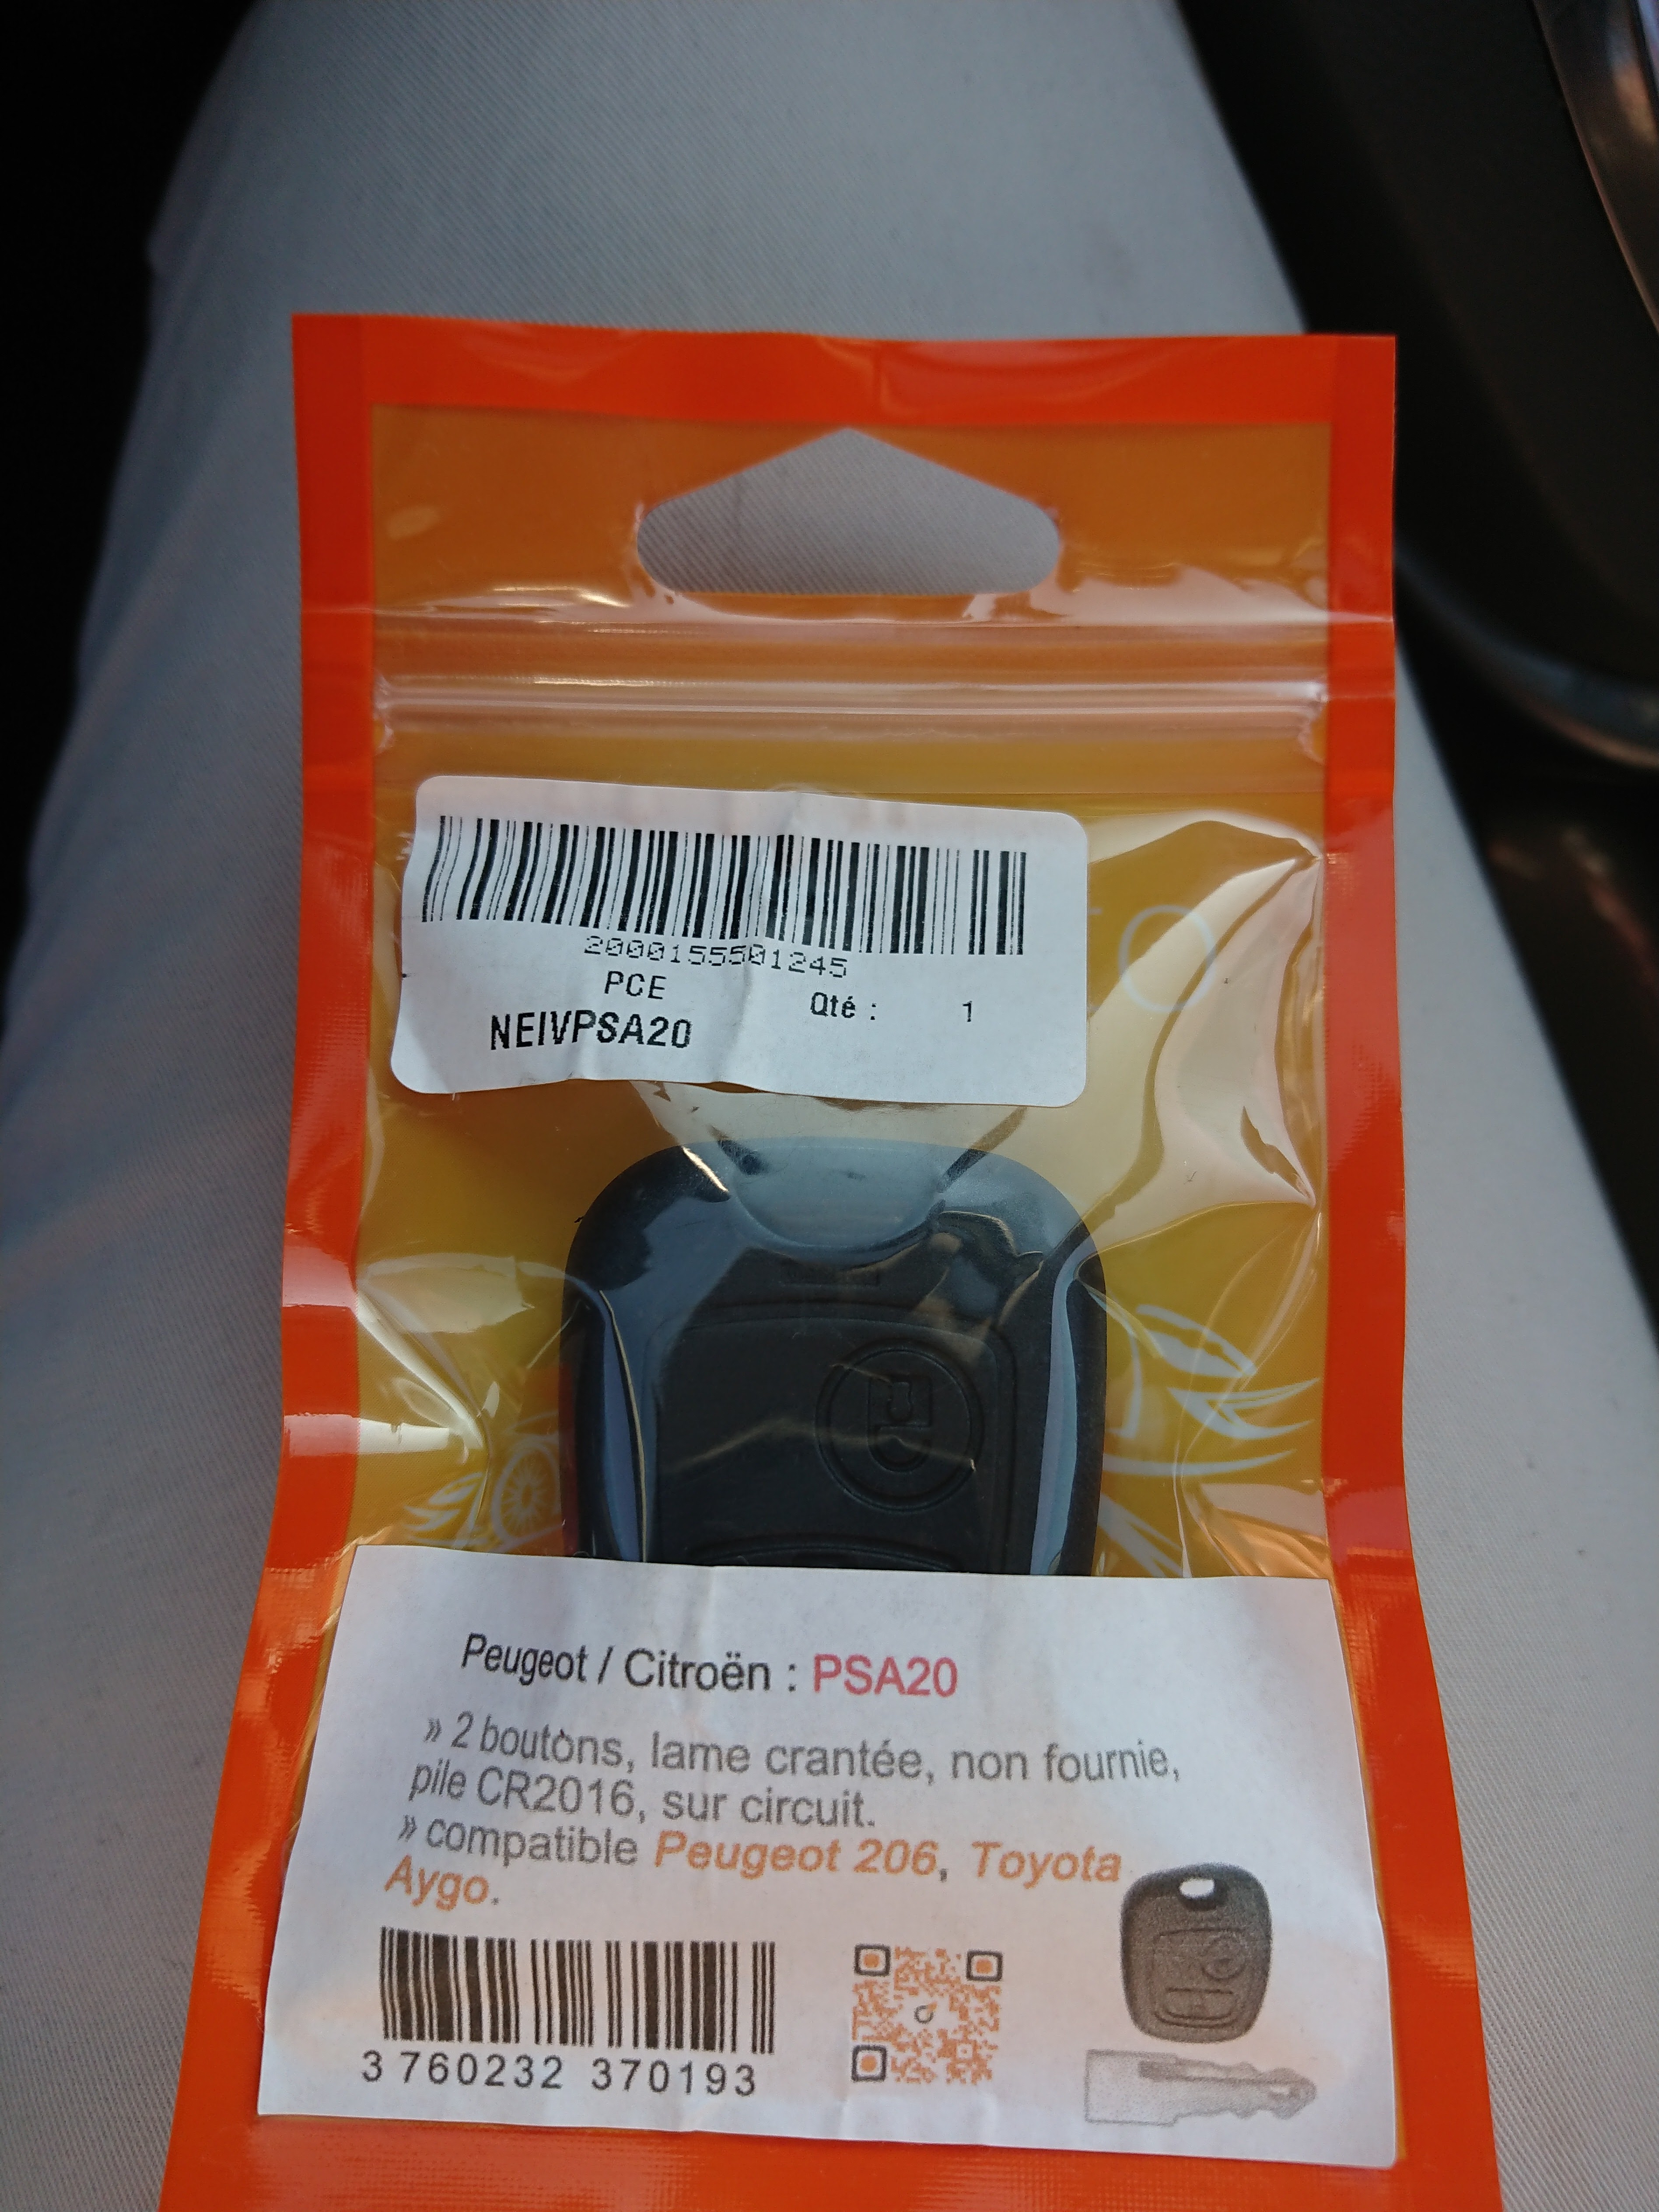 2000155501245
PCE Qté : 1
NEIVPSA20
Peugeot / Citroën : PSA20
» 2 boutons, lame crantée, non fournie,
pile CR2016, sur circuit.
» compatible Peugeot 206, Toyota
Aygo.
3 760232 370193